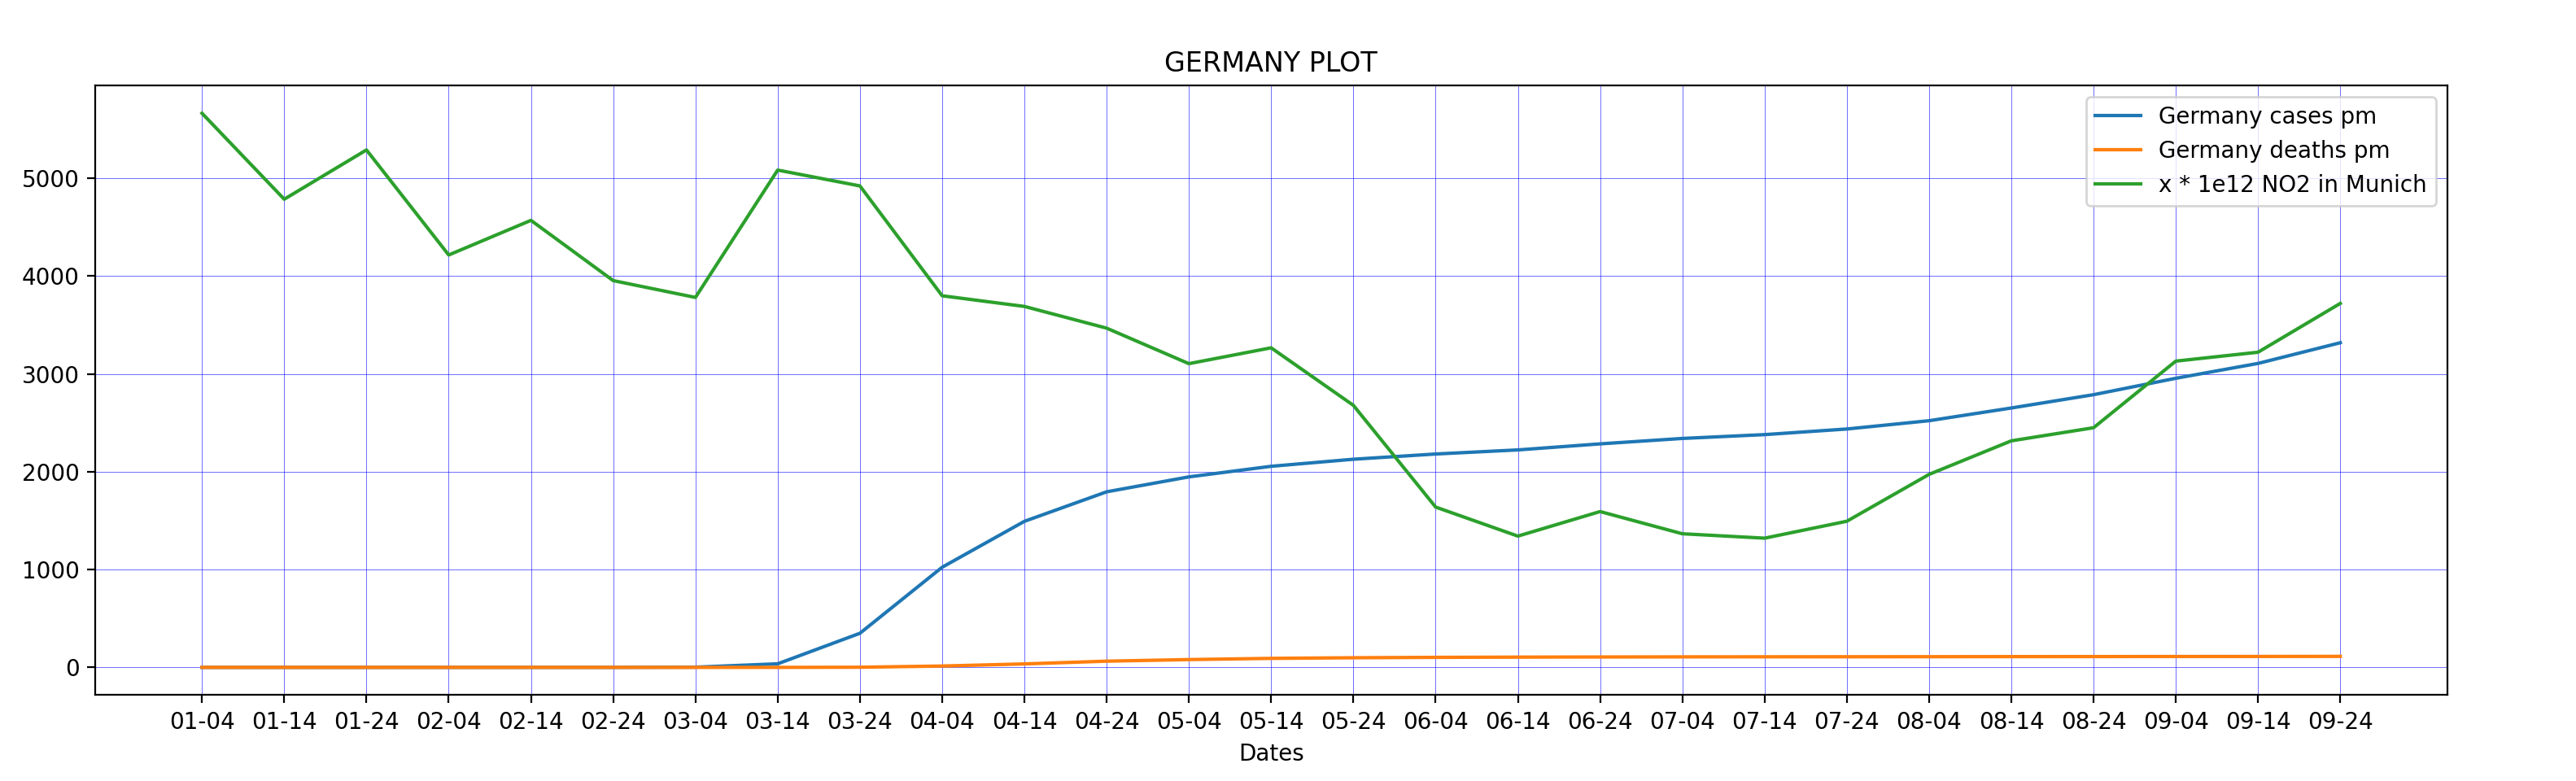 GERMANY PLOT
Germany cases pm
Germany deaths pm
x * 1e12 NO2 in Munich
5000
4000
3000
2000
1000
0
01-04 01-14 01-24 02-04 02-14 02-24 03-04 03-14 03-24 04-04 04-14 04-24 05-04 05-14 05-24 06-04 06-14 06-24 07-04 07-14 07-24 08-04 08-14 08-24 09-04 09-14 09-24
Dates